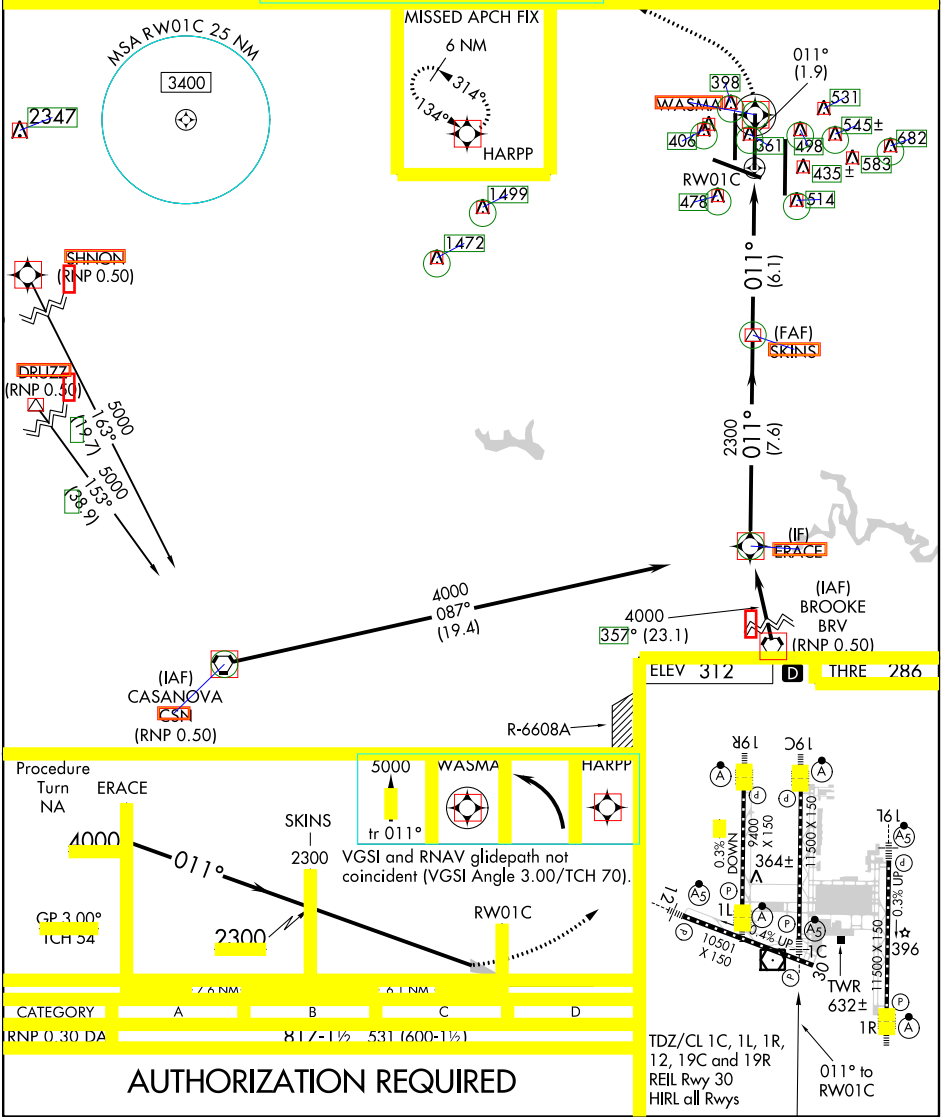 MISSED APCH FIX
6 NM
314°
134°
HARPP
MSA RW01C 25 NM
3400
2347
1499
1472
011°
(1.9)
398
WASMA
531
406
361
498
545±
682
435±
583
RW01C
478
514
011°
(6.1)
SHNON
(RNP 0.50)
DRUZZ
(RNP 0.50)
5000
163°
(19.7)
5000
153°
(38.9)
(FAF)
SKINS
2300
011°
(7.6)
(IF)
ERACE
4000
087°
(19.4)
4000
357° (23.1)
(IAF)
BROOKE
BRV
(RNP 0.50)
(IAF)
CASANOVA
CSN
(RNP 0.50)
R-6608A
ELEV 312
D
THRE 286
Procedure
Turn
NA
ERACE
4000
011°
GP 3.00°
TCH 54
SKINS
2300
2300
5000
tr 011°
WASMA
HARPP
VGSI and RNAV glidepath not
coincident (VGSI Angle 3.00/TCH 70).
RW01C
7.6 NM
6.1 NM
CATEGORY A B C D
RNP 0.30 DA 817-1½ 531 (600-1½)
AUTHORIZATION REQUIRED
19R
19C
19L
A
A
A5
P
P
P
0.3%
DOWN
9400
X 150
11500 X 150
364±
0.3% UP
12
A5
P
1L
A
P
A5
1C
P
0.4% UP
10501
X 150
P
30
TWR
632±
11500 X 150
396
P
1R
A
TDZ/CL 1C, 1L, 1R,
12, 19C and 19R
REIL Rwy 30
HIRL all Rwys
011° to
RW01C